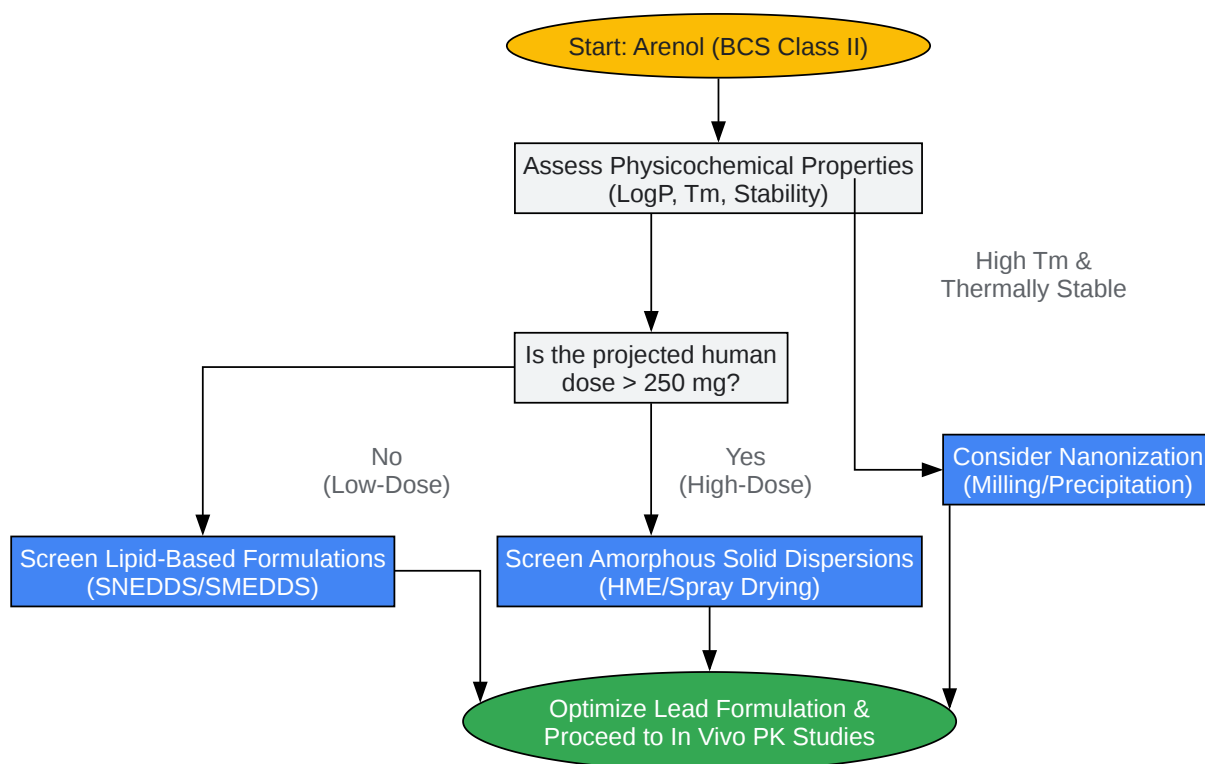 Start: Arenol (BCS Class II)
Assess Physicochemical Properties
(LogP, Tm, Stability)
High Tm &
Thermally Stable
Is the projected human
dose > 250 mg?
No
(Low-Dose)
Yes
(High-Dose)
Consider Nanonization
(Milling/Precipitation)
Screen Lipid-Based Formulations
(SNEDDS/SMEDDS)
Screen Amorphous Solid Dispersions
(HME/Spray Drying)
Optimize Lead Formulation &
Proceed to In Vivo PK Studies